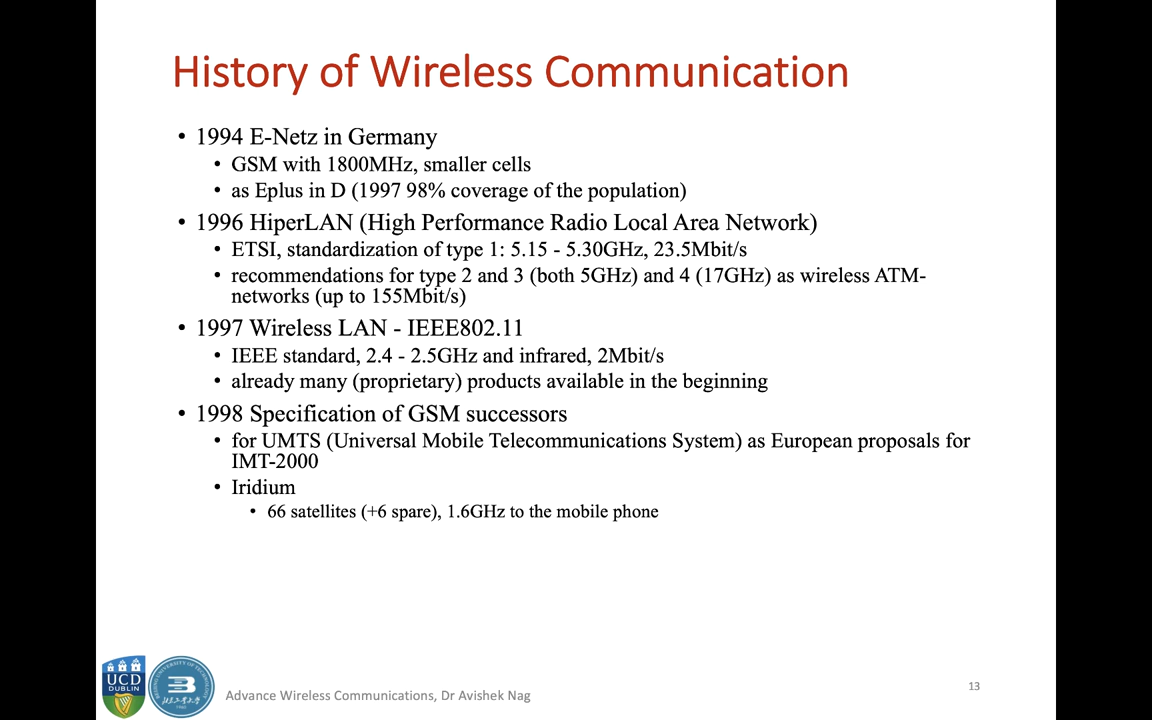 History of Wireless Communication
• 1994 E-Netz in Germany
• GSM with 1800MHz, smaller cells
• as Eplus in D (1997 98% coverage of the population)
• 1996 HiperLAN (High Performance Radio Local Area Network)
• ETSI, standardization of type 1: 5.15 - 5.30GHz, 23.5Mbit/s
• recommendations for type 2 and 3 (both 5GHz) and 4 (17GHz) as wireless ATM-
networks (up to 155Mbit/s)
• 1997 Wireless LAN - IEEE802.11
• IEEE standard, 2.4 - 2.5GHz and infrared, 2Mbit/s
• already many (proprietary) products available in the beginning
• 1998 Specification of GSM successors
• for UMTS (Universal Mobile Telecommunications System) as European proposals for
IMT-2000
• Iridium
• 66 satellites (+6 spare), 1.6GHz to the mobile phone
UCD
DUBLIN
Advance Wireless Communications, Dr Avishek Nag
13